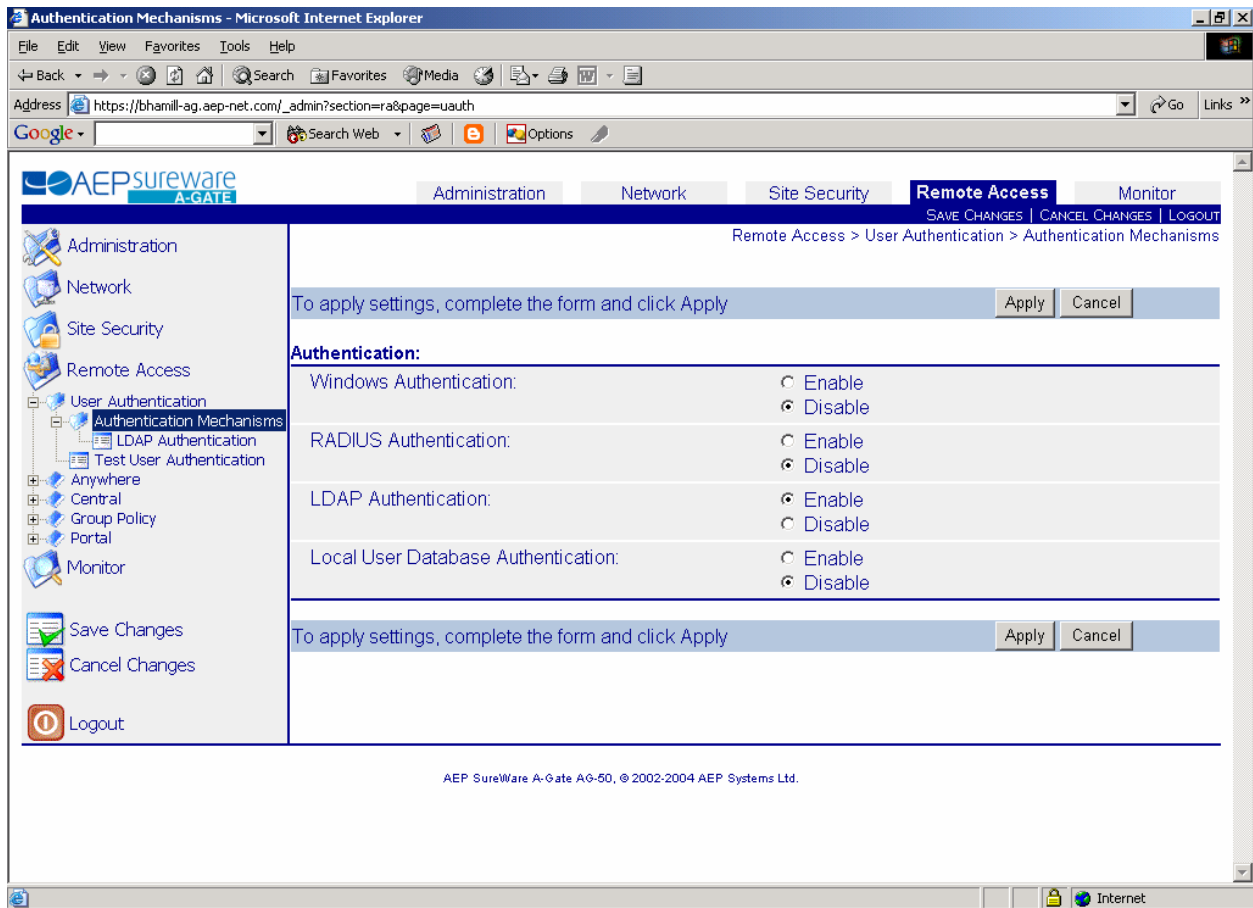 Authentication Mechanisms - Microsoft Internet Explorer
File Edit View Favorites Tools Help
Back Search Favorites Media
Address https://bhamill-ag.aep-net.com/_admin?section=ra&page=uauth Go Links »
Google Search Web Options
AEPsureware
A-GATE
Administration Network Site Security Remote Access Monitor
SAVE CHANGES | CANCEL CHANGES | LOGOUT
Remote Access > User Authentication > Authentication Mechanisms
Administration
Network
Site Security
Remote Access
User Authentication
Authentication Mechanisms
LDAP Authentication
Test User Authentication
Anywhere
Central
Group Policy
Portal
Monitor
Save Changes
Cancel Changes
Logout
To apply settings, complete the form and click Apply Apply Cancel
Authentication:
Windows Authentication: Enable
Disable
RADIUS Authentication: Enable
Disable
LDAP Authentication: Enable
Disable
Local User Database Authentication: Enable
Disable
To apply settings, complete the form and click Apply Apply Cancel
AEP SureWare A-Gate AG-50, © 2002-2004 AEP Systems Ltd.
Internet